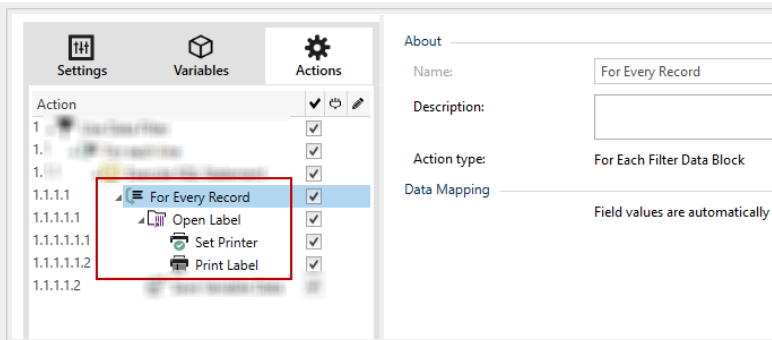 Settings Variables Actions
About
Name: For Every Record
Description:
Action type: For Each Filter Data Block
Data Mapping
Field values are automatically
Action
1
1.
1.
1.1.1.1 For Every Record
1.1.1.1.1 Open Label
1.1.1.1.1.1 Set Printer
1.1.1.1.1.2 Print Label
1.1.1.1.2